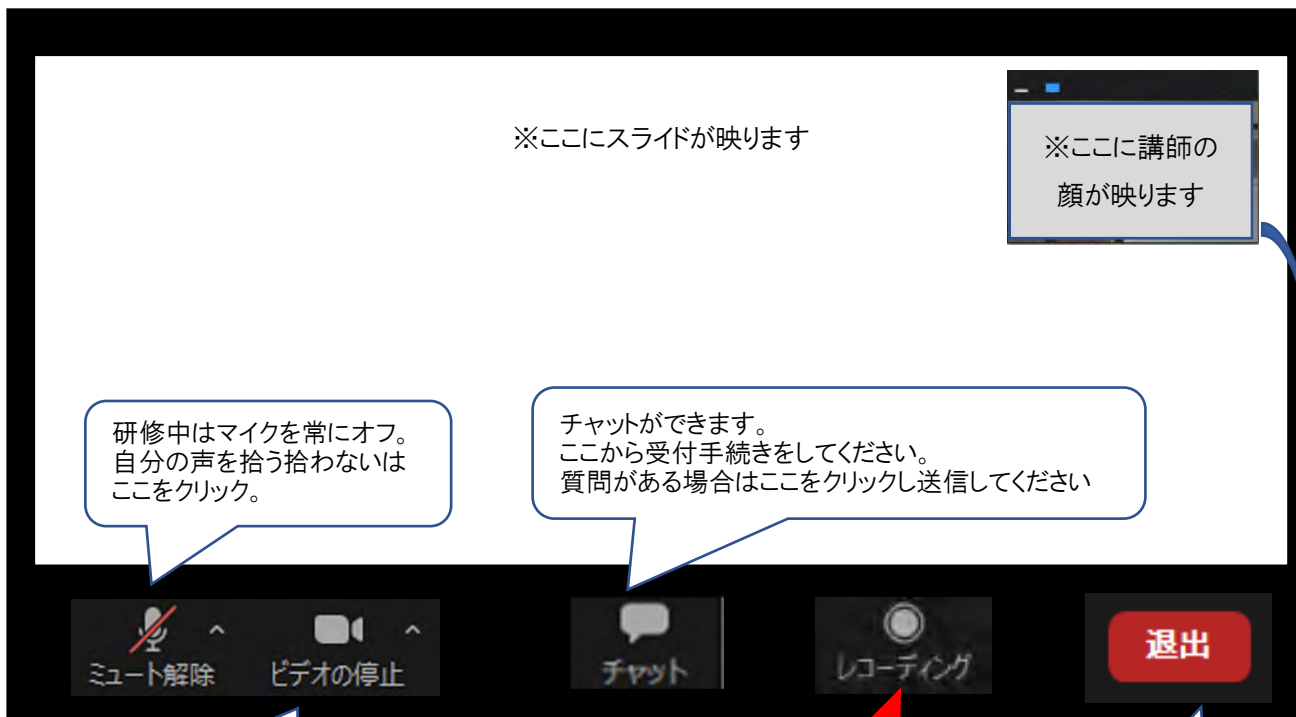 ※ここにスライドが映ります
※ここに講師の
顔が映ります
研修中はマイクを常にオフ。
自分の声を拾う拾わないは
ここをクリック。
チャットができます。
ここから受付手続きをしてください。
質問がある場合はここをクリックし送信してください
ミュート解除
ビデオの停止
チャット
レコーディング
退出